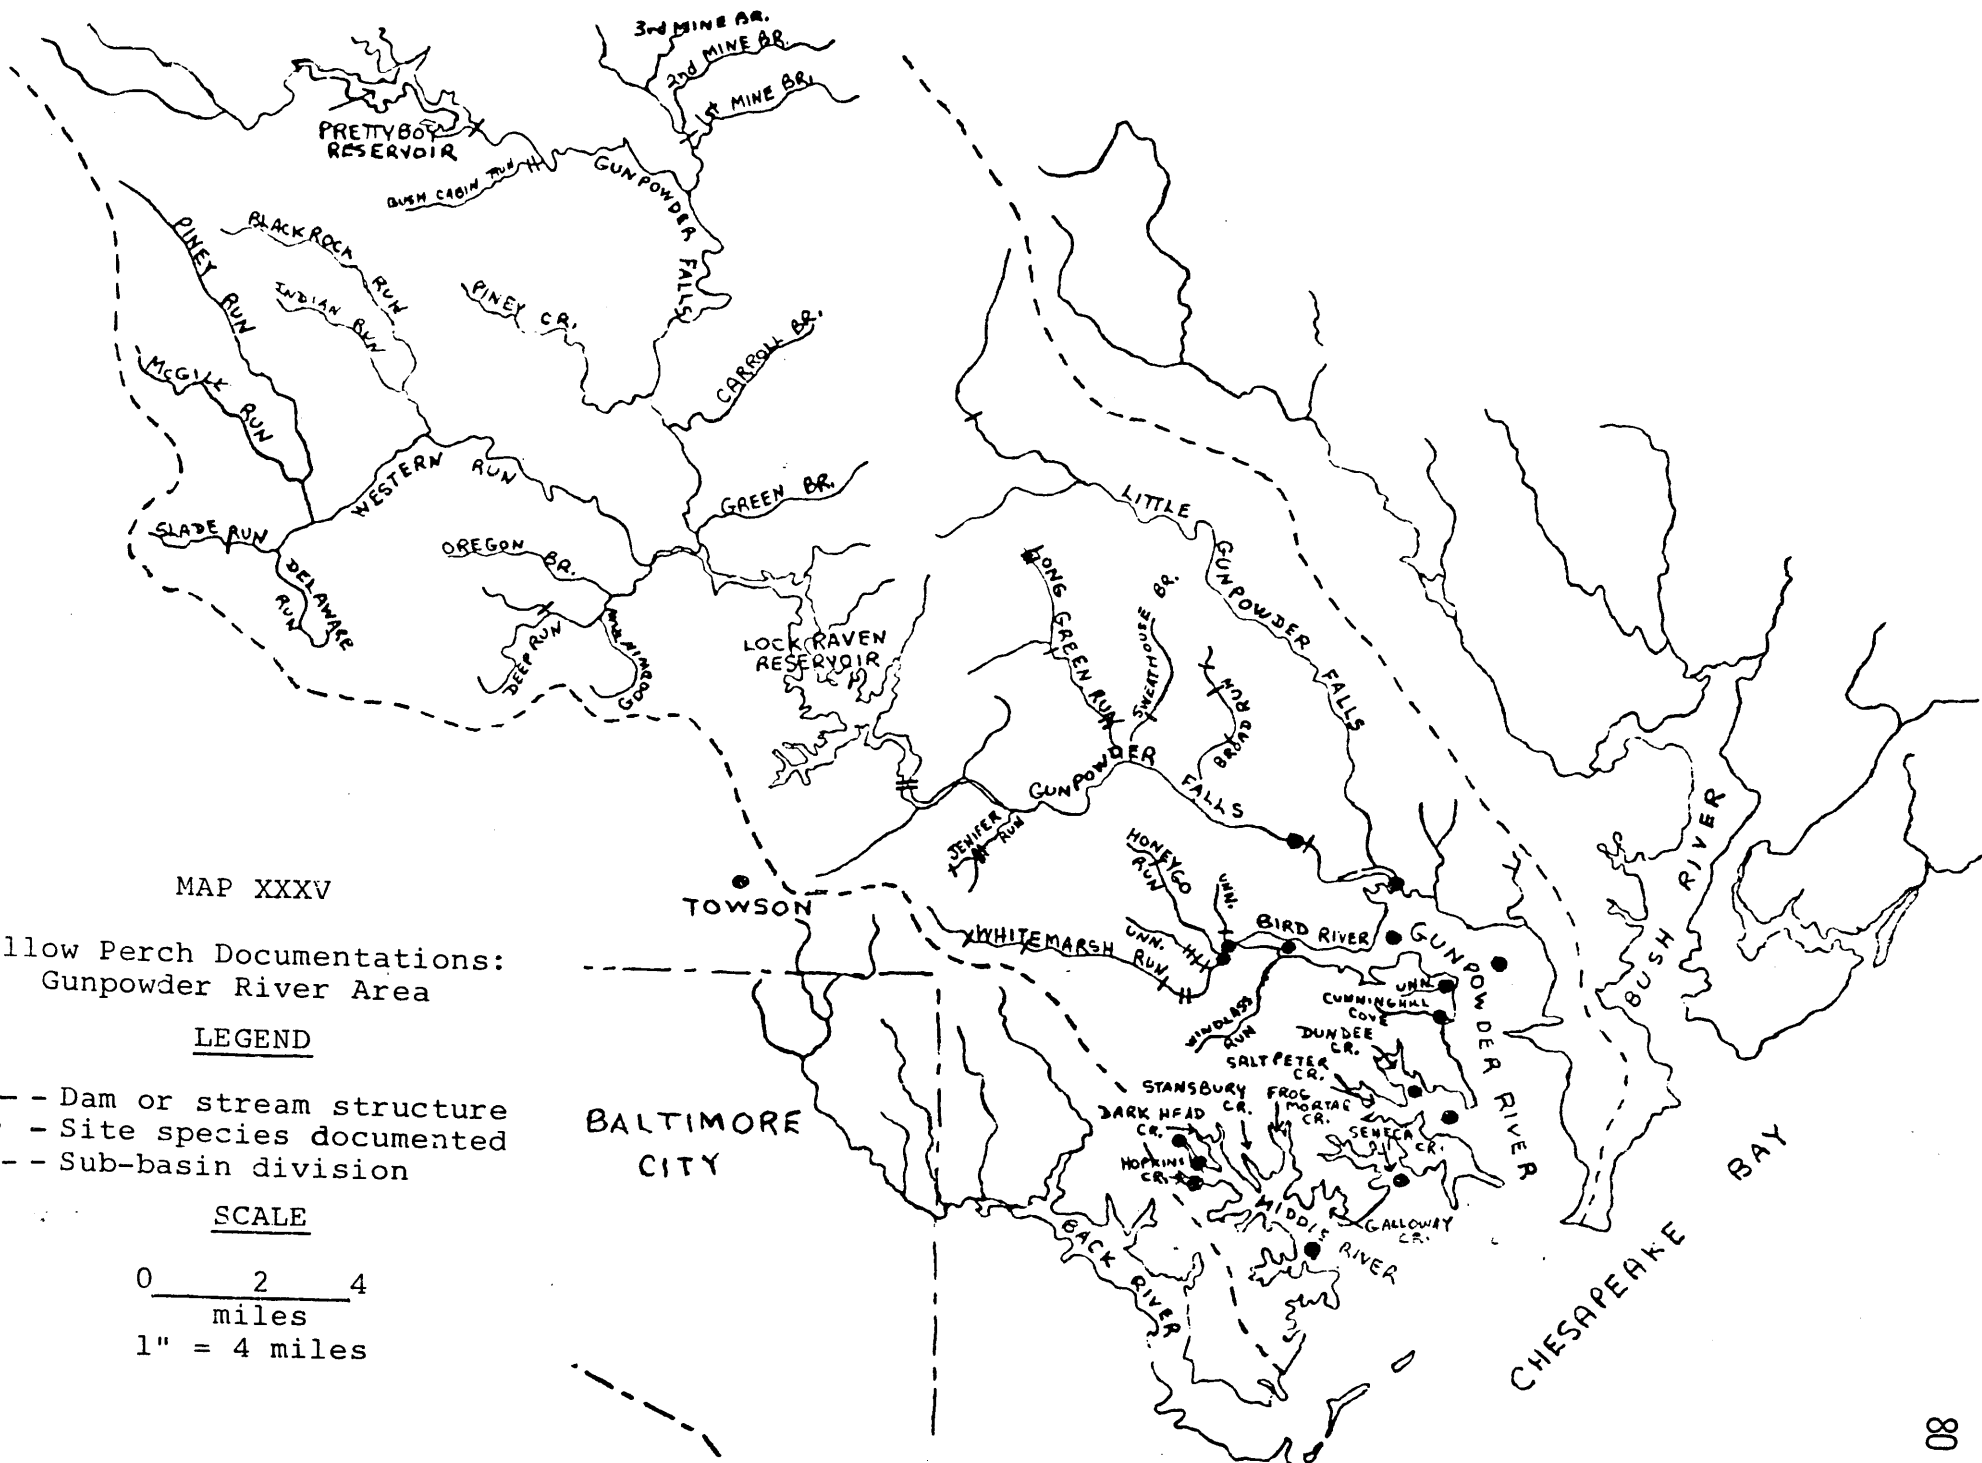 3rd MINE BR.
2nd MINE BR.
1st MINE BR.
PRETTYBOY
RESERVOIR
BUSH CABIN RUN
GUNPOWDER FALLS
PINEY RUN
BLACK ROCK RUN
INDIAN RUN
PINEY CR.
CARROLL BR.
McGILL RUN
WESTERN RUN
GREEN BR.
SLADE RUN
DELAWARE
RUN
OREGON BR.
DEEP RUN
GOODWIN
LOCK RAVEN
RESERVOIR
LITTLE GUNPOWDER FALLS
LONG GREEN RUN
SWEATHOUSE BR.
BROAD RUN
GUNPOWDER FALLS
JENIFER
RUN
HONEYGO
RUN
UNN.
TOWSON
WHITEMARSH
RUN
UNN.
BIRD RIVER
WINDLASS
RUN
GUNPOWDER RIVER
UNN.
CUNNINGHILL
COVE
DUNDEE
CR.
SALTPETER
CR.
STANSBURY
CR.
FROG
MORTAR
CR.
DARK HEAD
CR.
SENECA
CR.
HOPKINS
CR.
MIDDLE RIVER
GALLOWAY
CR.
BACK RIVER
BUSH RIVER
CHESAPEAKE BAY
BALTIMORE
CITY
MAP XXXV
llow Perch Documentations:
Gunpowder River Area
LEGEND
-- Dam or stream structure
- Site species documented
-- Sub-basin division
SCALE
0 2 4
miles
1" = 4 miles
80